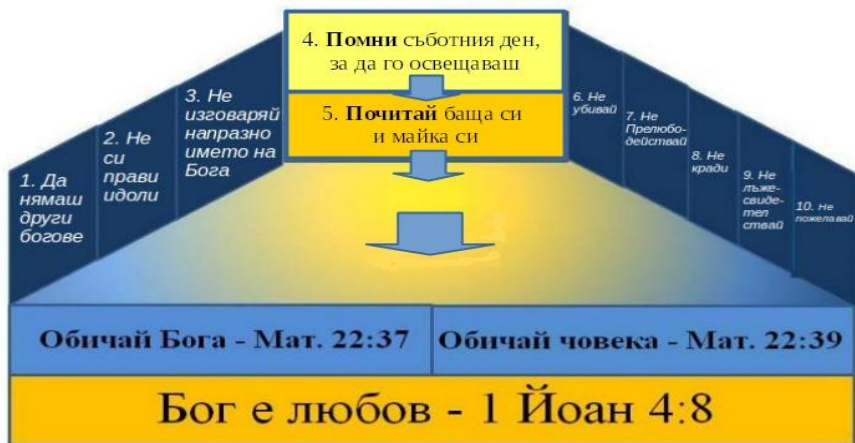 4. Помни съботния ден,
за да го освещаваш
5. Почитай баща си
и майка си
1. Да
нямаш
други
богове
2. Не
си
прави
идоли
3. Не
изговаряй
напразно
името на
Бога
6. Не
убивай
7. Не
Прелюбо-
действай
8. Не
кради
9. Не
лъже-
свиде-
тел
ствай
10. Не
пожелавай
Обичай Бога - Мат. 22:37
Обичай човека - Мат. 22:39
Бог е любов - 1 Йоан 4:8